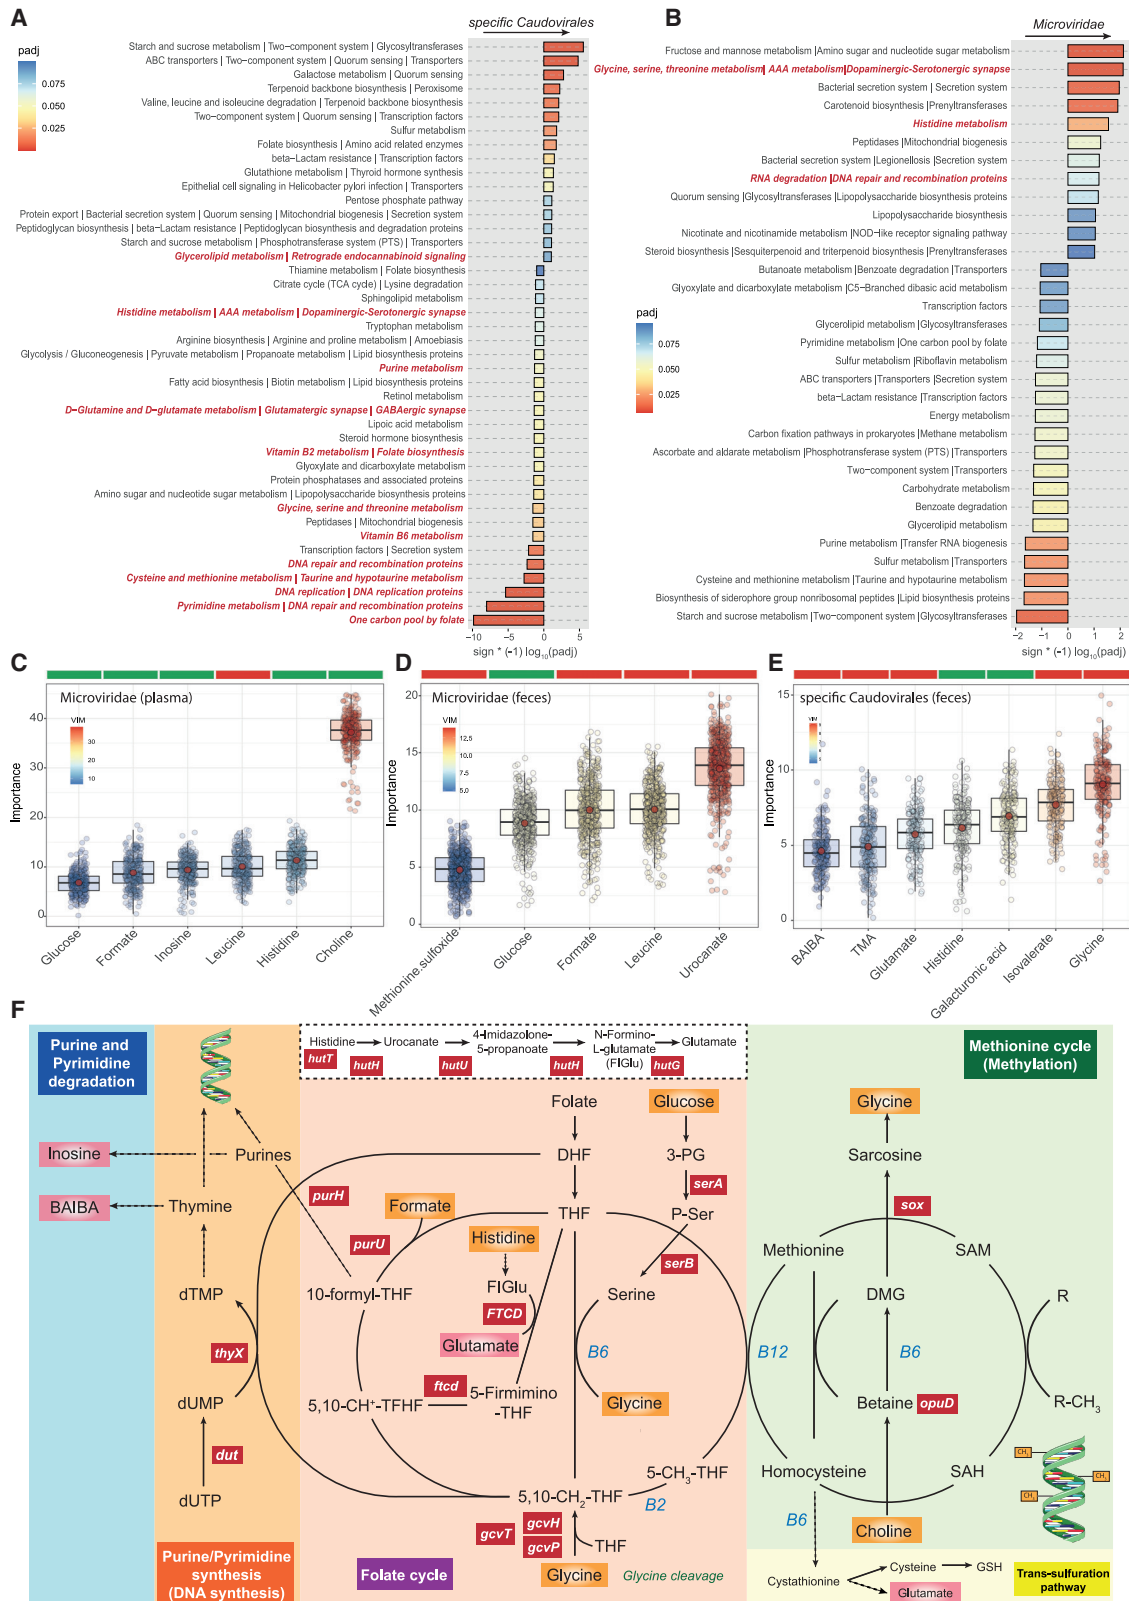 A
specific Caudovirales
padj
0.075
0.050
0.025
Starch and sucrose metabolism | Two−component system | Glycosyltransferases
ABC transporters | Two−component system | Quorum sensing | Transporters
Galactose metabolism | Quorum sensing
Terpenoid backbone biosynthesis | Peroxisome
Valine, leucine and isoleucine degradation | Terpenoid backbone biosynthesis
Two−component system | Quorum sensing | Transcription factors
Sulfur metabolism
Folate biosynthesis | Amino acid related enzymes
beta−Lactam resistance | Transcription factors
Glutathione metabolism | Thyroid hormone synthesis
Epithelial cell signaling in Helicobacter pylori infection | Transporters
Pentose phosphate pathway
Protein export | Bacterial secretion system | Quorum sensing | Mitochondrial biogenesis | Secretion system
Peptidoglycan biosynthesis | beta−Lactam resistance | Peptidoglycan biosynthesis and degradation proteins
Starch and sucrose metabolism | Phosphotransferase system (PTS) | Transporters
Glycerolipid metabolism | Retrograde endocannabinoid signaling
Thiamine metabolism | Folate biosynthesis
Citrate cycle (TCA cycle) | Lysine degradation
Sphingolipid metabolism
Histidine metabolism | AAA metabolism | Dopaminergic-Serotonergic synapse
Tryptophan metabolism
Arginine biosynthesis | Arginine and proline metabolism | Amoebiasis
Glycolysis / Gluconeogenesis | Pyruvate metabolism | Propanoate metabolism | Lipid biosynthesis proteins
Purine metabolism
Fatty acid biosynthesis | Biotin metabolism | Lipid biosynthesis proteins
Retinol metabolism
D−Glutamine and D−glutamate metabolism | Glutamatergic synapse | GABAergic synapse
Lipoic acid metabolism
Steroid hormone biosynthesis
Vitamin B2 metabolism | Folate biosynthesis
Glyoxylate and dicarboxylate metabolism
Protein phosphatases and associated proteins
Amino sugar and nucleotide sugar metabolism | Lipopolysaccharide biosynthesis proteins
Glycine, serine and threonine metabolism
Peptidases | Mitochondrial biogenesis
Vitamin B6 metabolism
Transcription factors | Secretion system
DNA repair and recombination proteins
Cysteine and methionine metabolism | Taurine and hypotaurine metabolism
DNA replication | DNA replication proteins
Pyrimidine metabolism | DNA repair and recombination proteins
One carbon pool by folate
−10 −5 0 5
sign * (-1) log10(padj)
B
Microviridae
Fructose and mannose metabolism |Amino sugar and nucleotide sugar metabolism
Glycine, serine, threonine metabolism| AAA metabolism|Dopaminergic-Serotonergic synapse
Bacterial secretion system | Secretion system
Carotenoid biosynthesis |Prenyltransferases
Histidine metabolism
Peptidases |Mitochondrial biogenesis
Bacterial secretion system |Legionellosis |Secretion system
RNA degradation |DNA repair and recombination proteins
Quorum sensing |Glycosyltransferases |Lipopolysaccharide biosynthesis proteins
Lipopolysaccharide biosynthesis
Nicotinate and nicotinamide metabolism |NOD−like receptor signaling pathway
Steroid biosynthesis |Sesquiterpenoid and triterpenoid biosynthesis |Prenyltransferases
Butanoate metabolism |Benzoate degradation |Transporters
Glyoxylate and dicarboxylate metabolism |C5−Branched dibasic acid metabolism
Transcription factors
Glycerolipid metabolism |Glycosyltransferases
Pyrimidine metabolism |One carbon pool by folate
Sulfur metabolism |Riboflavin metabolism
ABC transporters |Transporters |Secretion system
beta−Lactam resistance |Transcription factors
Energy metabolism
Carbon fixation pathways in prokaryotes |Methane metabolism
Ascorbate and aldarate metabolism |Phosphotransferase system (PTS) |Transporters
Two−component system |Transporters
Carbohydrate metabolism
Benzoate degradation
Glycerolipid metabolism
Purine metabolism |Transfer RNA biogenesis
Sulfur metabolism |Transporters
Cysteine and methionine metabolism |Taurine and hypotaurine metabolism
Biosynthesis of siderophore group nonribosomal peptides |Lipid biosynthesis proteins
Starch and sucrose metabolism |Two−component system |Glycosyltransferases
padj
0.075
0.050
0.025
−2 −1 0 1 2
sign * (-1) log10(padj)
C
Microviridae (plasma)
VIM
30
20
10
Importance
40
30
20
10
0
Glucose
Formate
Inosine
Leucine
Histidine
Choline
D
Microviridae (feces)
VIM
12.5
10.0
7.5
5.0
Importance
20
15
10
5
0
Methionine.sulfoxide
Glucose
Formate
Leucine
Urocanate
E
specific Caudovirales (feces)
VIM
Importance
15
10
5
0
BAIBA
TMA
Glutamate
Histidine
Galacturonic acid
Isovalerate
Glycine
F
Purine and
Pyrimidine
degradation
Histidine
Urocanate
4-Imidazolone-
5-propanoate
N-Formino-
L-glutamate
(FIGlu)
Glutamate
hutT
hutH
hutU
hutH
hutG
Methionine cycle
(Methylation)
Folate
Glucose
Glycine
Inosine
Purines
DHF
3-PG
Sarcosine
serA
BAIBA
Thymine
purH
Formate
THF
P-Ser
sox
purU
Histidine
serB
Methionine
SAM
dTMP
10-formyl-THF
FIGlu
Serine
DMG
R
FTCD
thyX
Glutamate
B6
B12
B6
ftcd
dUMP
5,10-CH+-TFHF
5-Firmimino
-THF
Glycine
Betaine
opuD
R-CH3
dut
5-CH3-THF
Homocysteine
SAH
CH3
CH3
CH3
dUTP
5,10-CH2-THF
B2
B6
gcvT
gcvH
gcvP
THF
Choline
Purine/Pyrimidine
synthesis
(DNA synthesis)
Folate cycle
Glycine
Glycine cleavage
Cystathionine
Cysteine
GSH
Glutamate
Trans-sulfuration
pathway